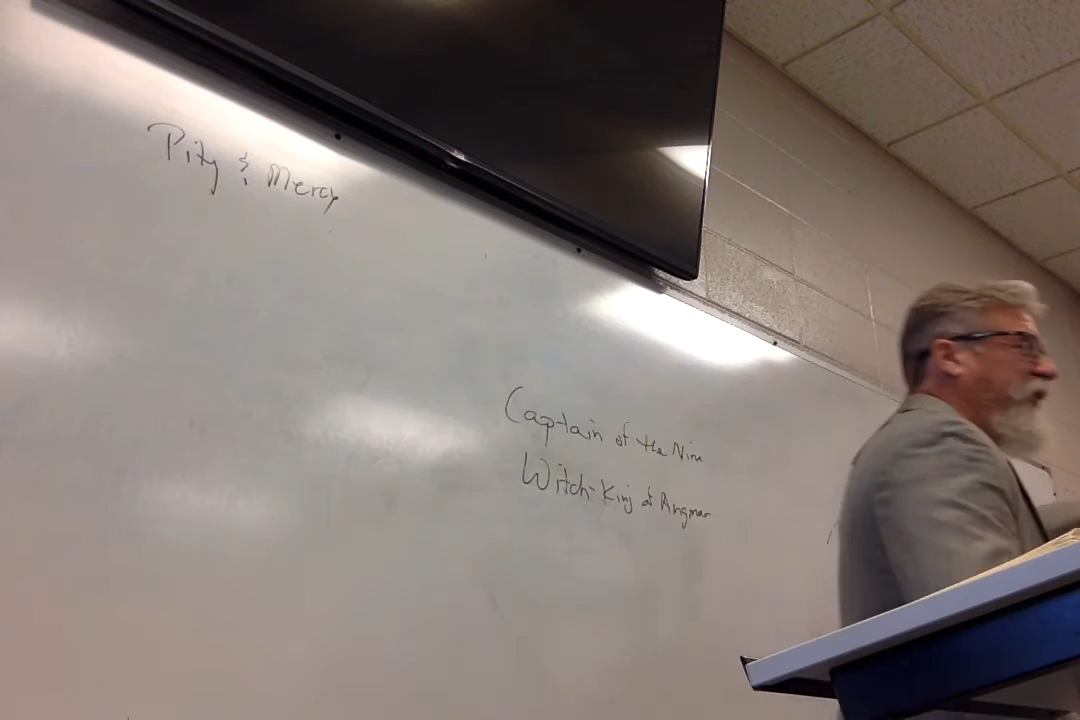 Pity & Mercy
Captain of the Nine
Witch-King of Angmar